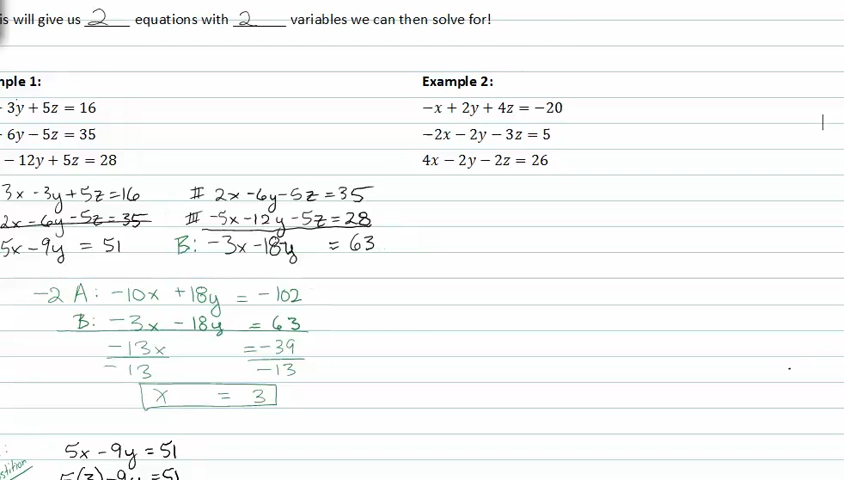 is will give us 2 equations with 2 variables we can then solve for!
mple 1:
- 3y + 5z = 16
- 6y − 5z = 35
− 12y + 5z = 28
3x -3y+5z=16
2x -6y -5z = 35
5x -9y = 51
II 2x -6y -5z = 35
III -5x -12y -5z = 28
B: -3x -18y = 63
-2 A: -10x +18y = -102
B: -3x - 18y = 63
-13x = -39
-13 -13
x = 3
5x -9y = 51
5(3) -9y = 51
Example 2:
−x + 2y + 4z = −20
−2x − 2y − 3z = 5
4x − 2y − 2z = 26